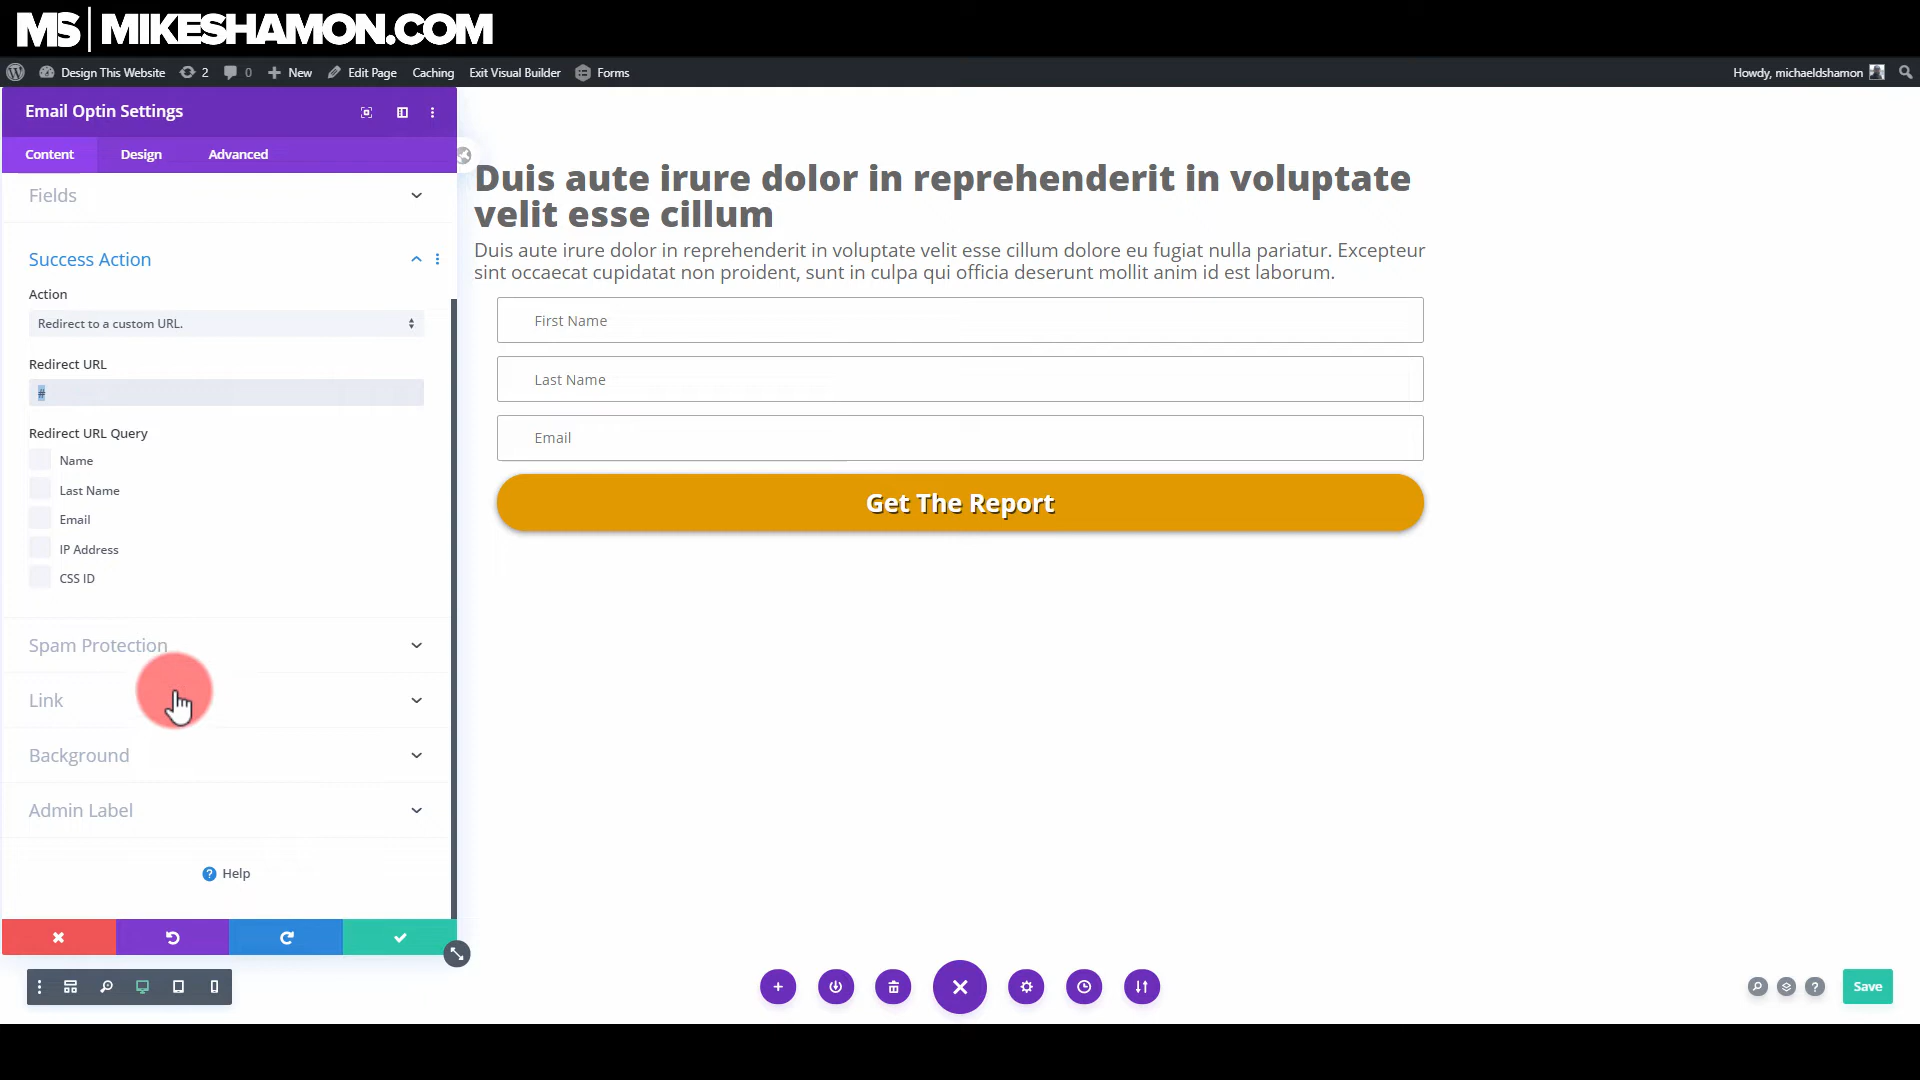 MS | MIKESHAMON.COM
Design This Website 2 0 New Edit Page Caching Exit Visual Builder Forms Howdy, michaeldshamon
Email Optin Settings
Content Design Advanced
Fields
Success Action
Action
Redirect to a custom URL.
Redirect URL
#
Redirect URL Query
Name
Last Name
Email
IP Address
CSS ID
Spam Protection
Link
Background
Admin Label
? Help
Duis aute irure dolor in reprehenderit in voluptate
velit esse cillum
Duis aute irure dolor in reprehenderit in voluptate velit esse cillum dolore eu fugiat nulla pariatur. Excepteur
sint occaecat cupidatat non proident, sunt in culpa qui officia deserunt mollit anim id est laborum.
First Name
Last Name
Email
Get The Report
? Save